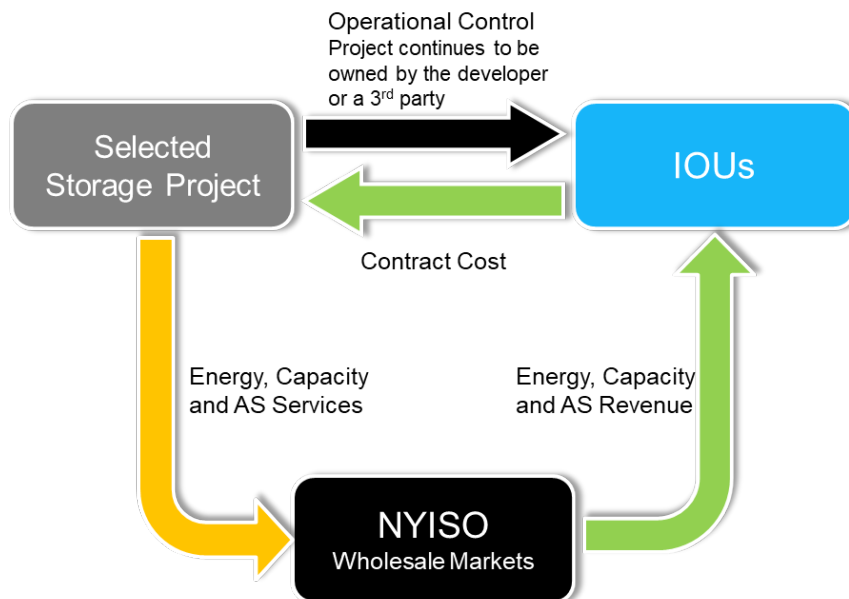 Operational Control
Project continues to be
owned by the developer
or a 3rd party
Selected
Storage Project
IOUs
Contract Cost
Energy, Capacity
and AS Services
Energy, Capacity
and AS Revenue
NYISO
Wholesale Markets